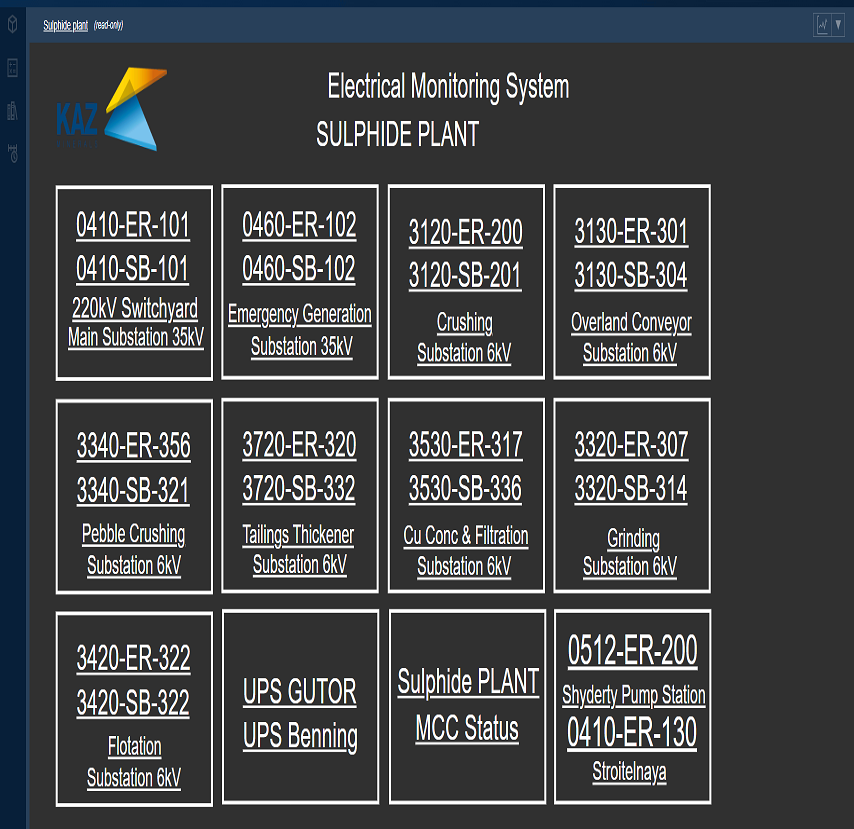 Sulphide plant (read-only)
Electrical Monitoring System
KAZ
SULPHIDE PLANT
0410-ER-101
0410-SB-101
220kV Switchyard
Main Substation 35kV
0460-ER-102
0460-SB-102
Emergency Generation
Substation 35kV
3120-ER-200
3120-SB-201
Crushing
Substation 6kV
3130-ER-301
3130-SB-304
Overland Conveyor
Substation 6kV
3340-ER-356
3340-SB-321
Pebble Crushing
Substation 6kV
3720-ER-320
3720-SB-332
Tailings Thickener
Substation 6kV
3530-ER-317
3530-SB-336
Cu Conc & Filtration
Substation 6kV
3320-ER-307
3320-SB-314
Grinding
Substation 6kV
3420-ER-322
3420-SB-322
Flotation
Substation 6kV
UPS GUTOR
UPS Benning
Sulphide PLANT
MCC Status
0512-ER-200
Shyderty Pump Station
0410-ER-130
Stroitelnaya